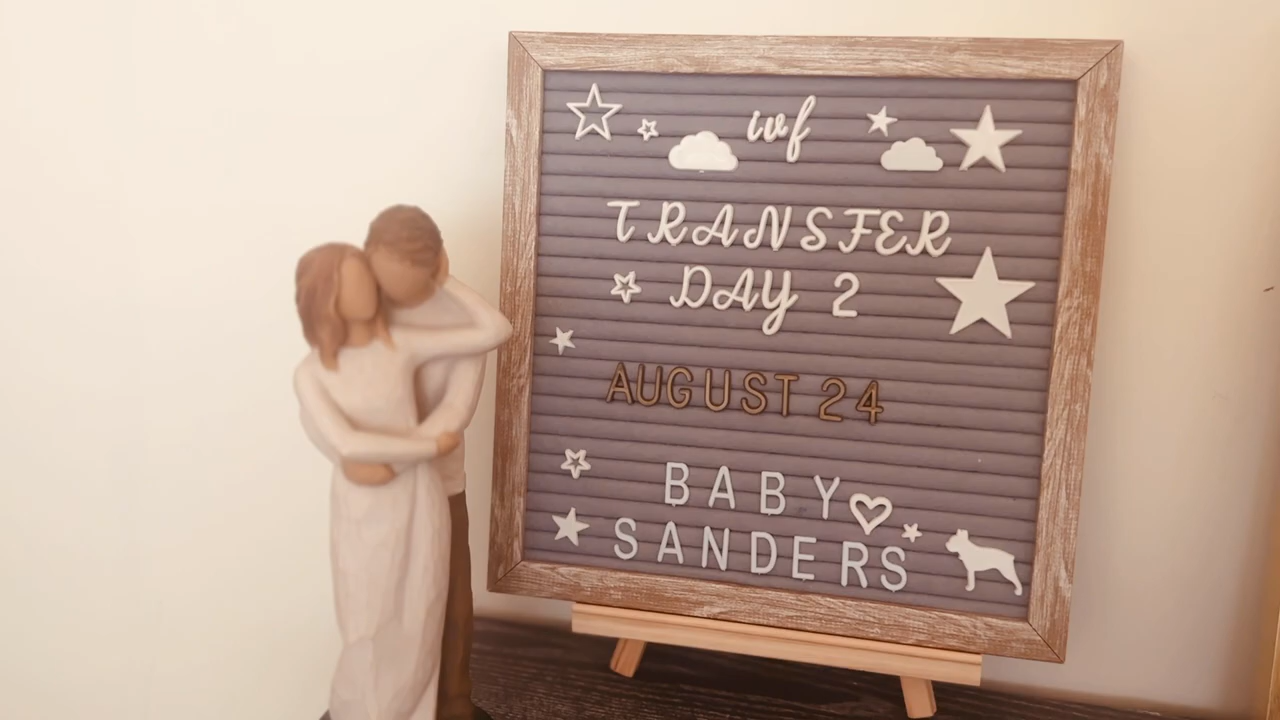 ivf
TRANSFER
DAY 2
AUGUST 24
BABY
SANDERS